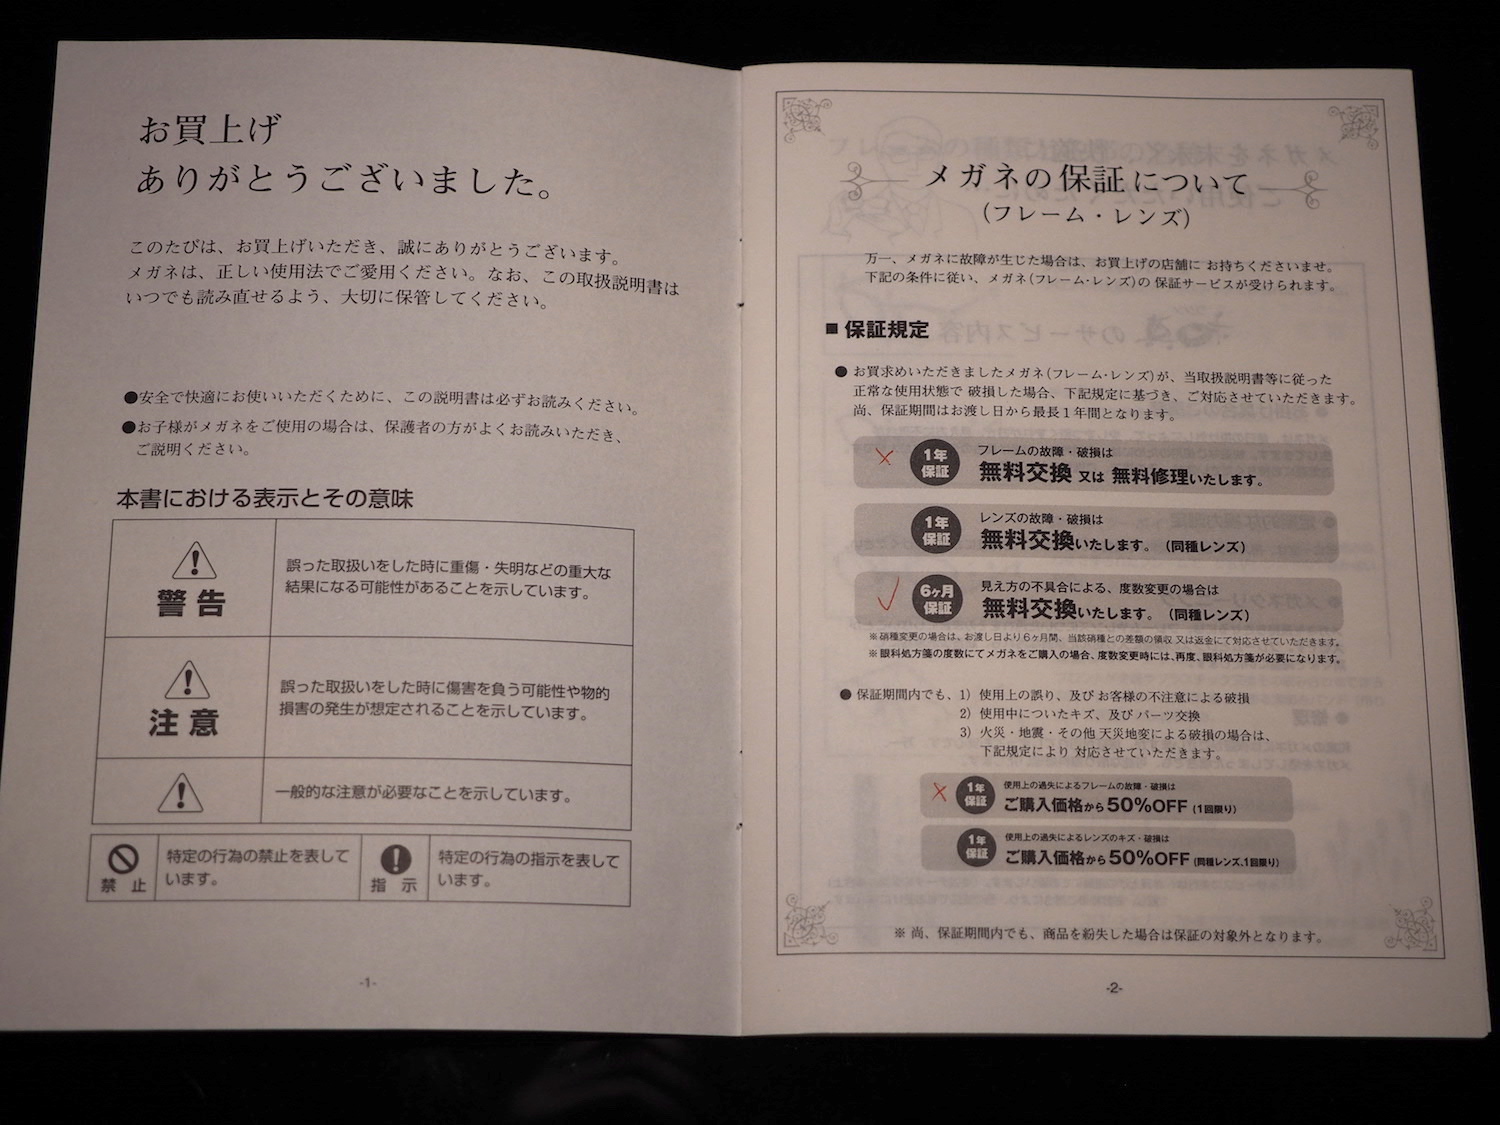 お買上げ
ありがとうございました。
このたびは、お買上げいただき、誠にありがとうございます。
メガネは、正しい使用法でご愛用ください。なお、この取扱説明書は
いつでも読み直せるよう、大切に保管してください。
●安全で快適にお使いいただくために、この説明書は必ずお読みください。
●お子様がメガネをご使用の場合は、保護者の方がよくお読みいただき、
ご説明ください。
本書における表示とその意味
警告
誤った取扱いをした時に重傷・失明などの重大な
結果になる可能性があることを示しています。
注意
誤った取扱いをした時に傷害を負う可能性や物的
損害の発生が想定されることを示しています。
一般的な注意が必要なことを示しています。
禁止
特定の行為の禁止を表して
います。
指示
特定の行為の指示を表して
います。
-1-
メガネの保証について
(フレーム・レンズ)
万一、メガネに故障が生じた場合は、お買上げの店舗に お持ちくださいませ。
下記の条件に従い、メガネ(フレーム・レンズ)の 保証サービスが受けられます。
■ 保証規定
● お買求めいただきましたメガネ(フレーム・レンズ)が、当取扱説明書等に従った
正常な使用状態で 破損した場合、下記規定に基づき、ご対応させていただきます。
尚、保証期間はお渡し日から最長1年間となります。
1年
保証
フレームの故障・破損は
無料交換 又は 無料修理いたします。
1年
保証
レンズの故障・破損は
無料交換いたします。(同種レンズ)
6ヶ月
保証
見え方の不具合による、度数変更の場合は
無料交換いたします。(同種レンズ)
※硝種変更の場合は、お渡し日より6ヶ月間、当該硝種との差額の領収 又は返金にて対応させていただきます。
※眼科処方箋の度数にてメガネをご購入の場合、度数変更時には、再度、眼科処方箋が必要になります。
● 保証期間内でも、1) 使用上の誤り、及び お客様の不注意による破損
2) 使用中についたキズ、及び パーツ交換
3) 火災・地震・その他 天災地変による破損の場合は、
下記規定により 対応させていただきます。
1年
保証
使用上の過失によるフレームの故障・破損は
ご購入価格から50%OFF (1回限り)
1年
保証
使用上の過失によるレンズのキズ・破損は
ご購入価格から50%OFF (同種レンズ、1回限り)
※ 尚、保証期間内でも、商品を紛失した場合は保証の対象外となります。
-2-